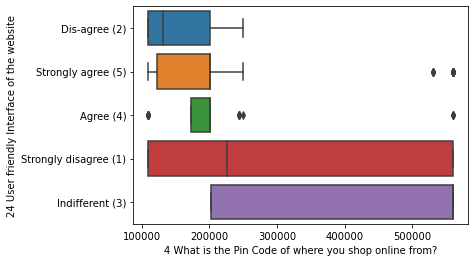 24 User friendly Interface of the website
Dis-agree (2)
Strongly agree (5)
Agree (4)
Strongly disagree (1)
Indifferent (3)
100000 200000 300000 400000 500000
4 What is the Pin Code of where you shop online from?